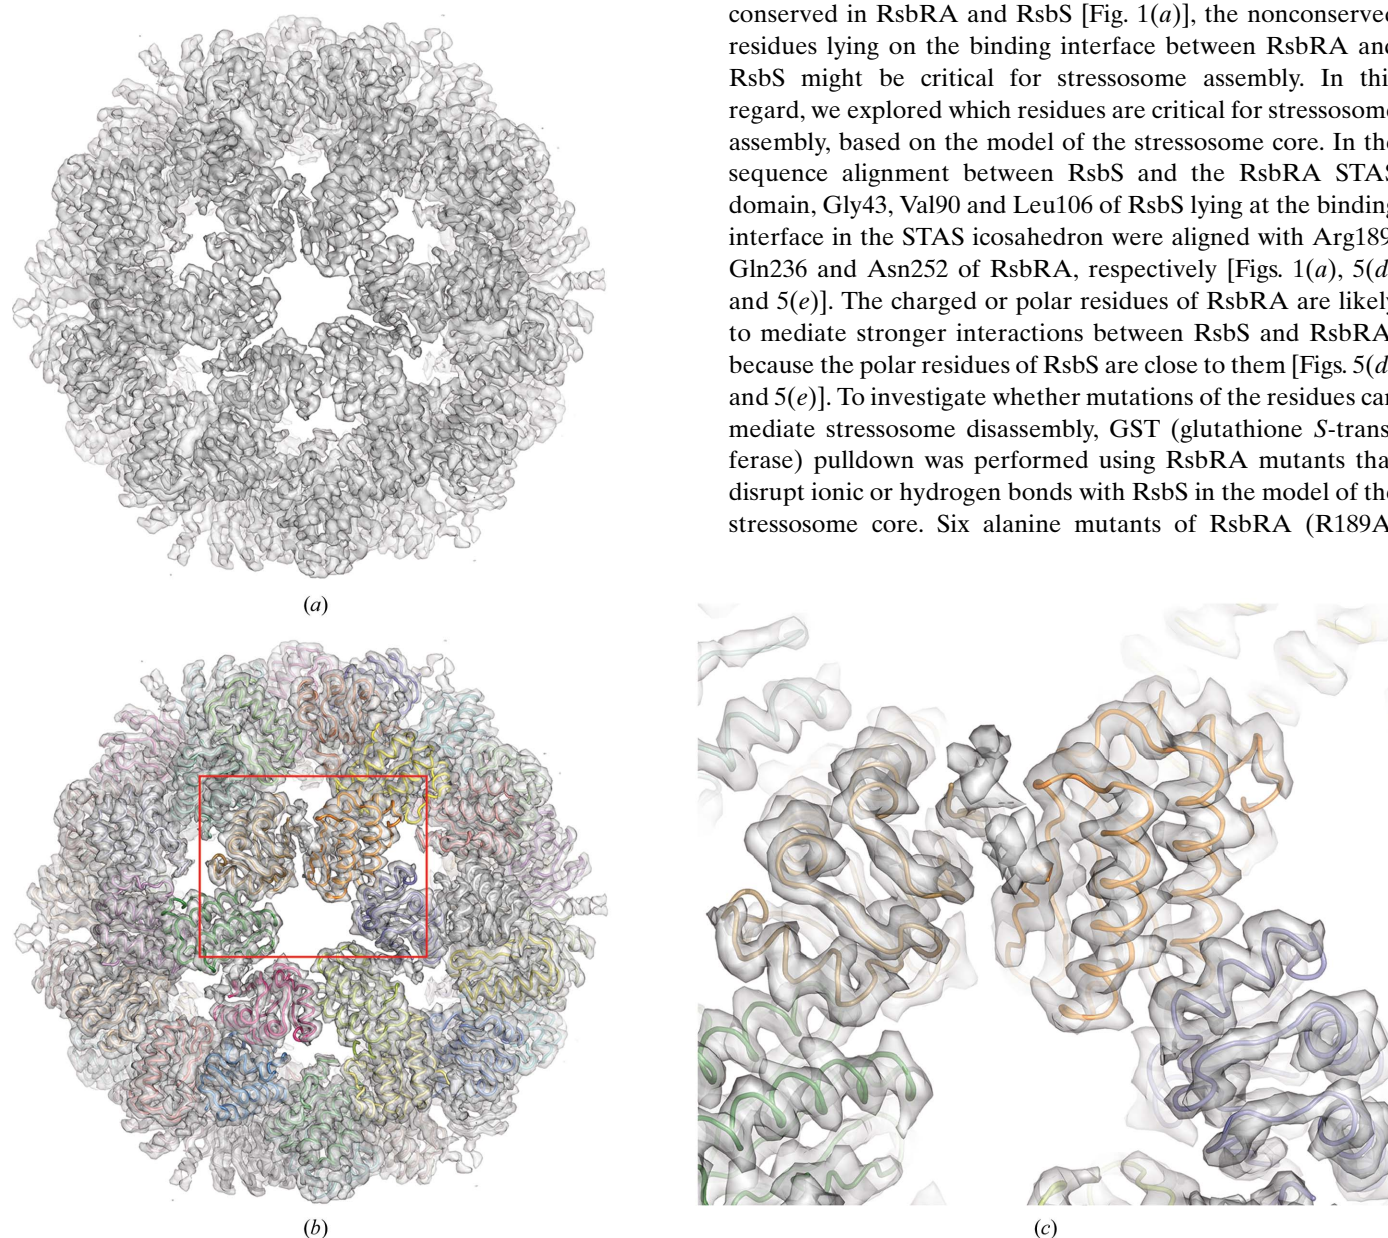 conserved in RsbRA and RsbS [Fig. 1(a)], the nonconserved
residues lying on the binding interface between RsbRA and
RsbS might be critical for stressosome assembly. In thi
regard, we explored which residues are critical for stressosome
assembly, based on the model of the stressosome core. In the
sequence alignment between RsbS and the RsbRA STAS
domain, Gly43, Val90 and Leu106 of RsbS lying at the binding
interface in the STAS icosahedron were aligned with Arg189
Gln236 and Asn252 of RsbRA, respectively [Figs. 1(a), 5(d
and 5(e)]. The charged or polar residues of RsbRA are likely
to mediate stronger interactions between RsbS and RsbRA
because the polar residues of RsbS are close to them [Figs. 5(d
and 5(e)]. To investigate whether mutations of the residues can
mediate stressosome disassembly, GST (glutathione S-trans
ferase) pulldown was performed using RsbRA mutants tha
disrupt ionic or hydrogen bonds with RsbS in the model of the
stressosome core. Six alanine mutants of RsbRA (R189A
(a)
(b)
(c)